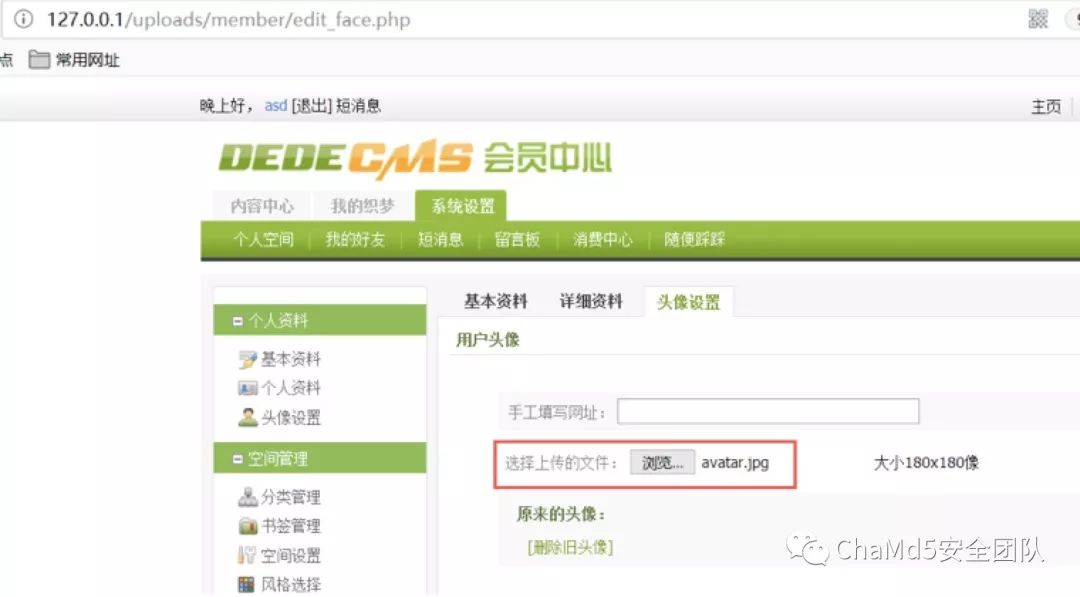 127.0.0.1/uploads/member/edit_face.php
点 常用网址
晚上好， asd [退出] 短消息 主页
DEDECMS 会员中心
内容中心 我的织梦 系统设置
个人空间 我的好友 短消息 留言板 消费中心 随便踩踩
基本资料 详细资料 头像设置
个人资料
用户头像
基本资料
个人资料
手工填写网址：
头像设置
空间管理
选择上传的文件： 浏览... avatar.jpg 大小180x180像
分类管理
原来的头像：
书签管理
[删除旧头像]
空间设置
ChaMd5安全团队
风格选择